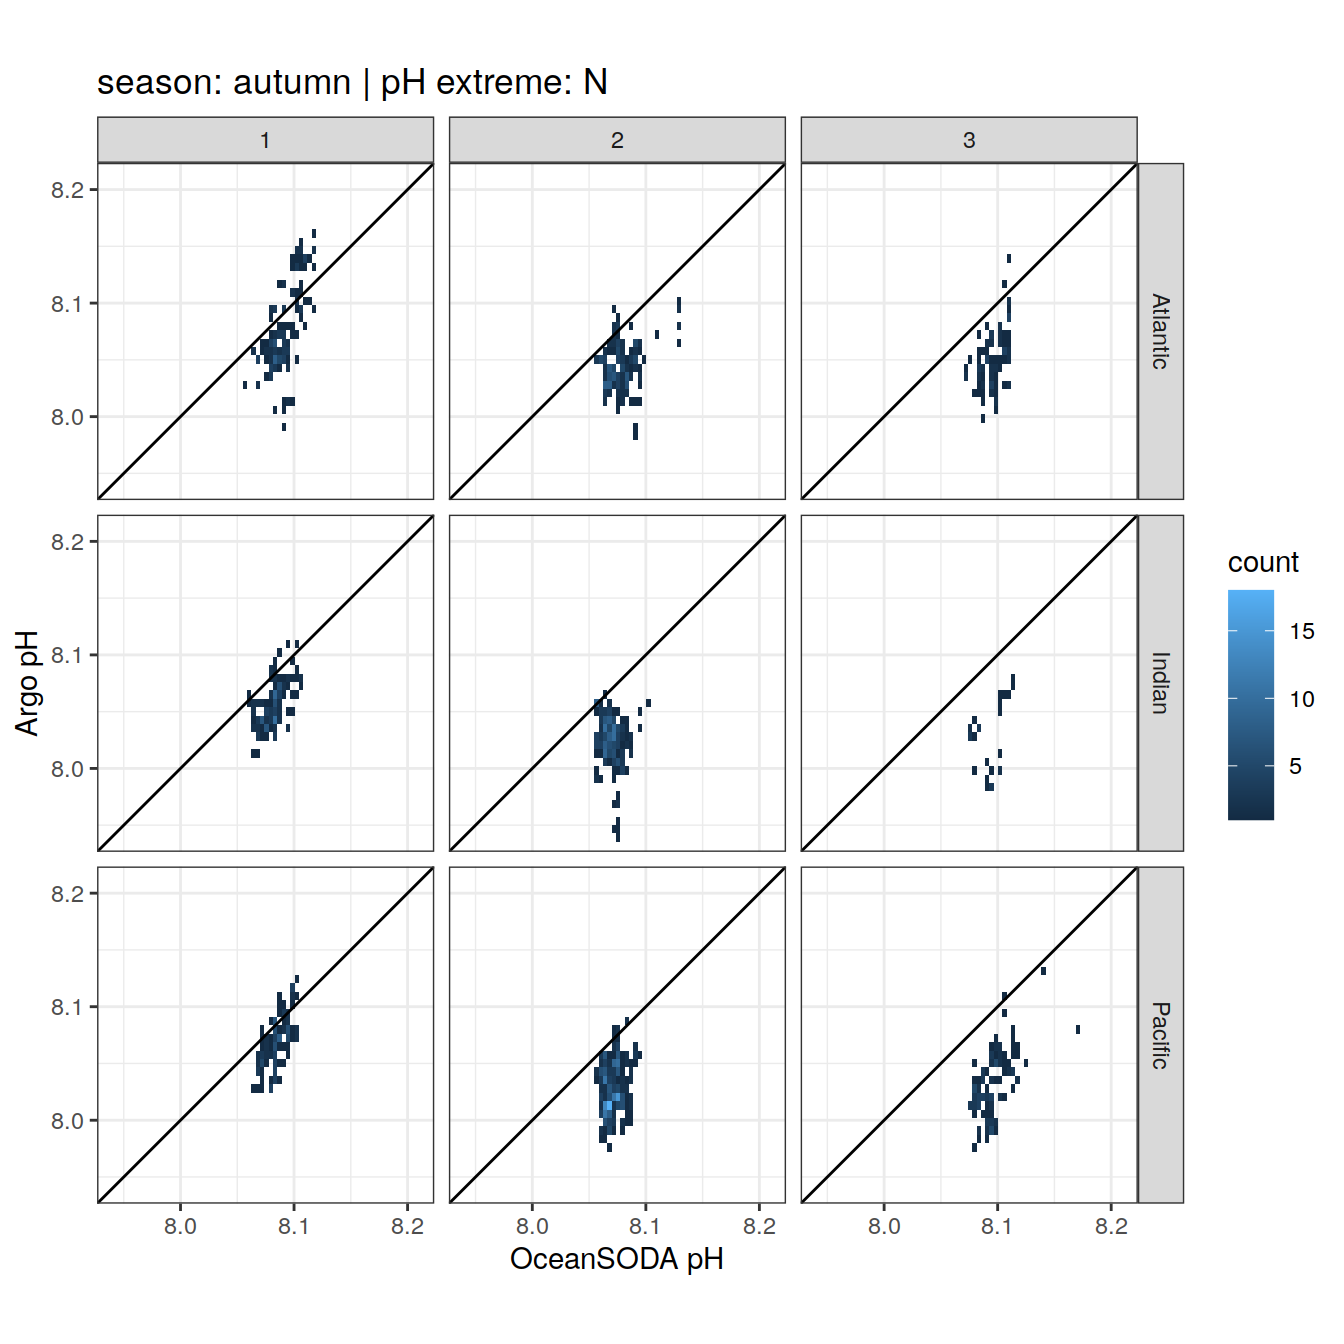 season: autumn | pH extreme: N
1 2 3
8.2
8.1
8.0
Atlantic
8.2
8.1
8.0
Indian
8.2
8.1
8.0
Pacific
Argo pH
8.0 8.1 8.2 8.0 8.1 8.2 8.0 8.1 8.2
OceanSODA pH
count
15
10
5